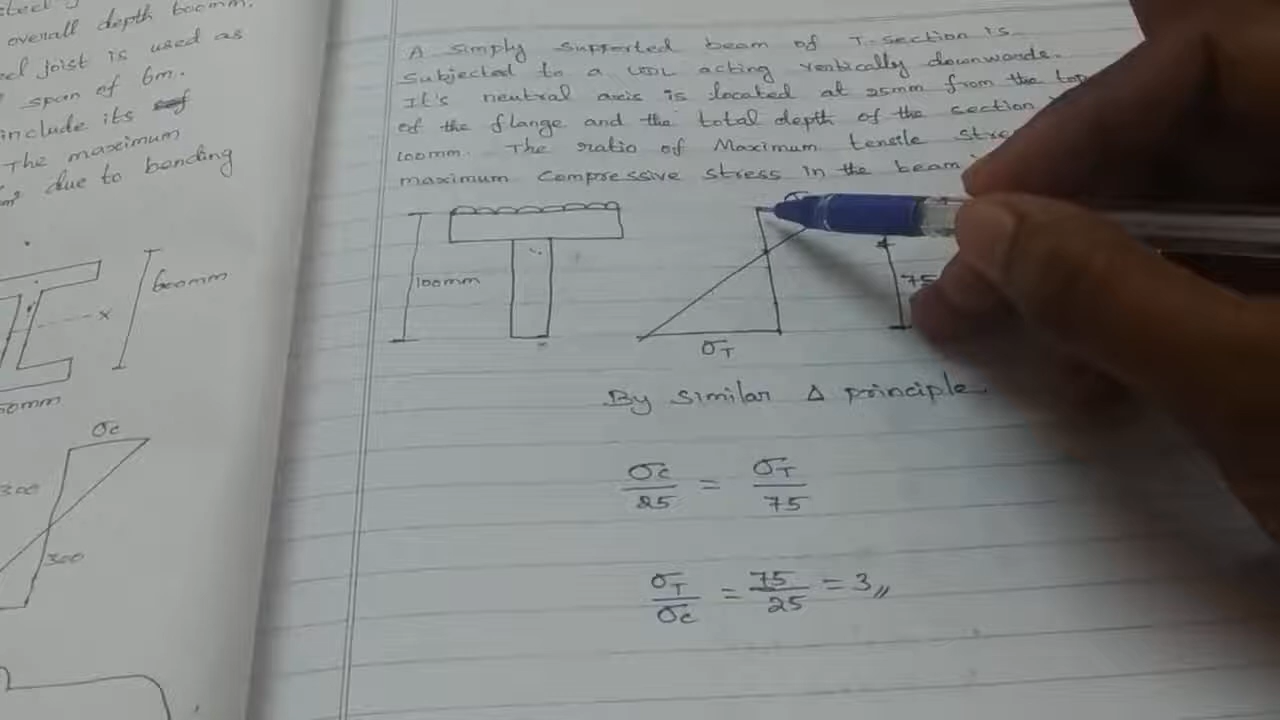 overall depth 600mm.
joist is used as
span of 6m.
include its of
The maximum
due to bending
600mm
x
σc
300
300
A simply supported beam of T-section is
subjected to a UDL acting vertically downwards.
It's neutral axis is located at 25mm from the top
of the flange and the total depth of the section
100mm. The ratio of Maximum tensile
maximum compressive stress in the beam
100mm
75
σT
By similar Δ principle
σc/25 = σT/75
σT/σc = 75/25 = 3,,